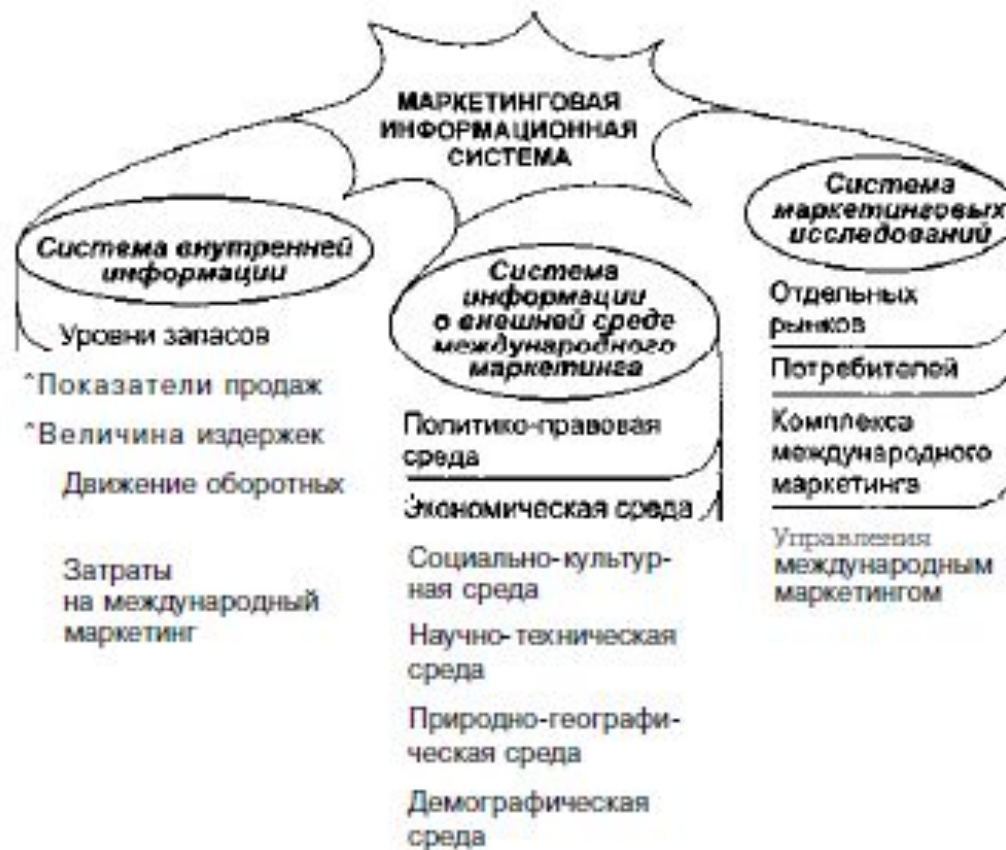 МАРКЕТИНГОВАЯ
ИНФОРМАЦИОННАЯ
СИСТЕМА
Система внутренней
информации
Уровни запасов
^Показатели продаж
^Величина издержек
Движение оборотных
Затраты
на международный
маркетинг
Система
информации
о внешней среде
международного
маркетинга
Политико-правовая
среда
Экономическая среда
Социально-культур-
ная среда
Научно-техническая
среда
Природно-географи-
ческая среда
Демографическая
среда
Система
маркетинговых
исследований
Отдельных
рынков
Потребителей
Комплекса
международного
маркетинга
Управления
международным
маркетингом